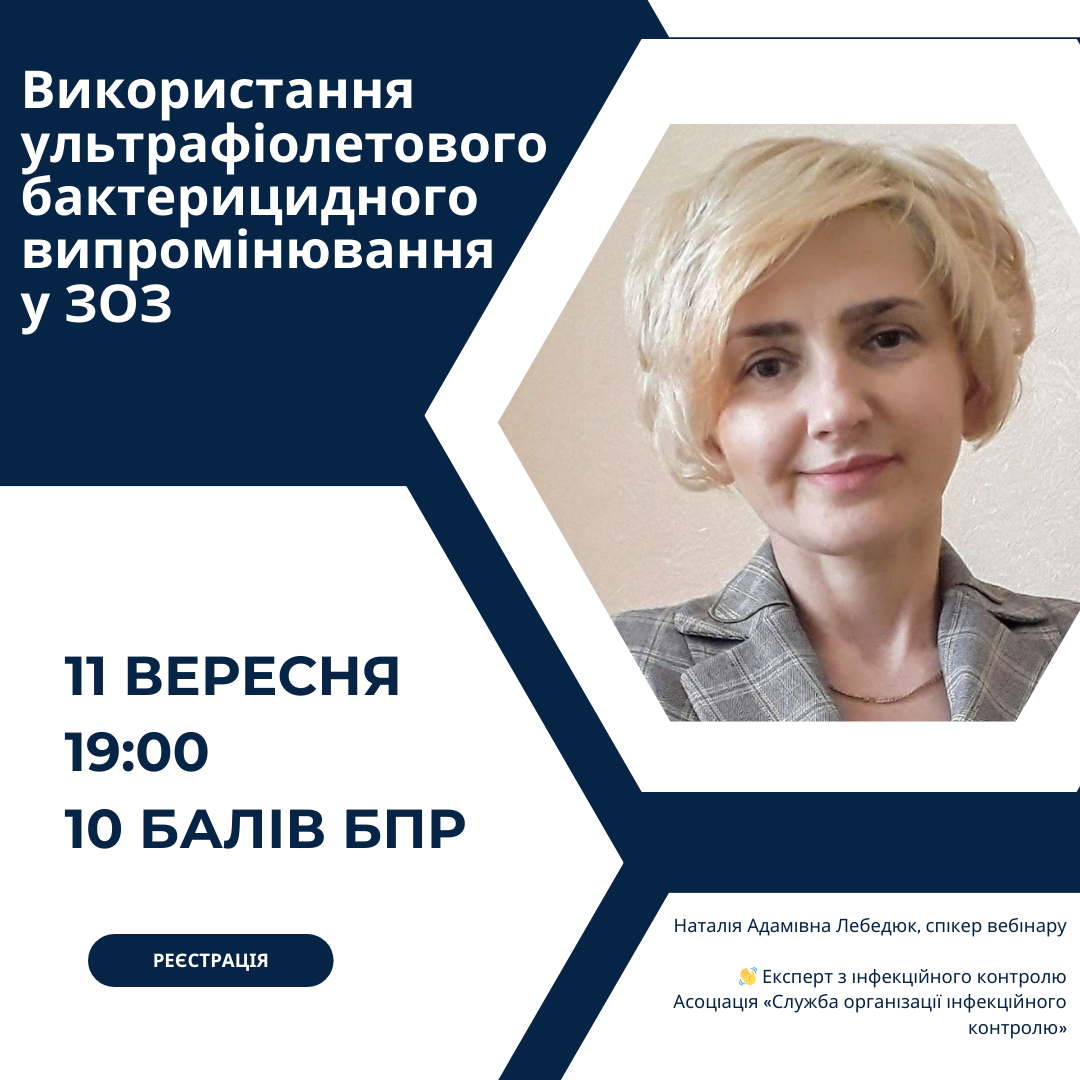 Використання
ультрафіолетового
бактерицидного
випромінювання
у ЗОЗ
11 ВЕРЕСНЯ
19:00
10 БАЛІВ БПР
РЕЄСТРАЦІЯ
Наталія Адамівна Лебедюк, спікер вебінару
👋 Експерт з інфекційного контролю
Асоціація «Служба організації інфекційного
контролю»